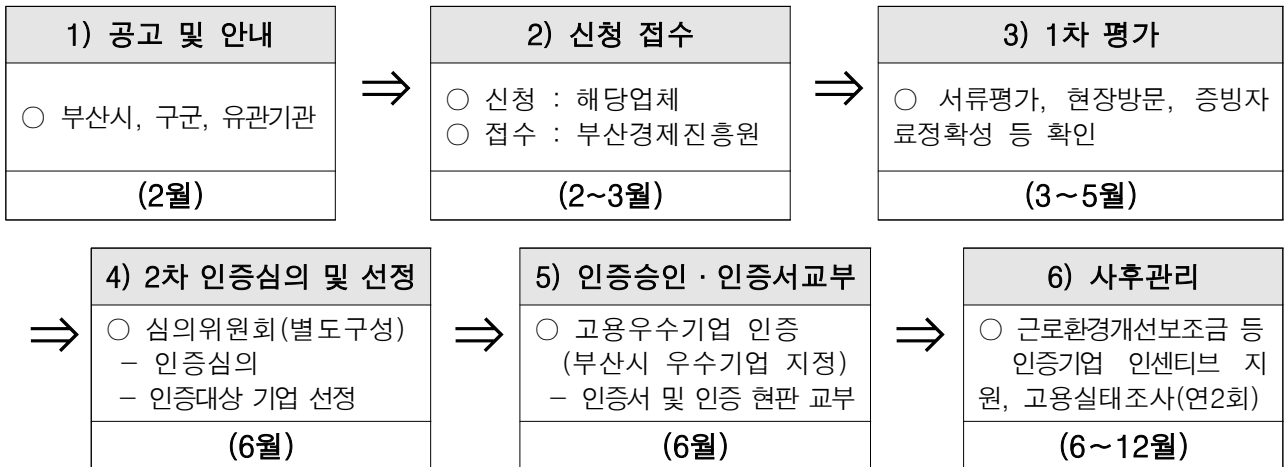 1) 공고 및 안내
○ 부산시, 구군, 유관기관
(2월)
⇒
2) 신청 접수
○ 신청 : 해당업체
○ 접수 : 부산경제진흥원
(2~3월)
⇒
3) 1차 평가
○ 서류평가, 현장방문, 증빙자
료정확성 등 확인
(3～5월)
⇒
4) 2차 인증심의 및 선정
○ 심의위원회(별도구성)
－ 인증심의
－ 인증대상 기업 선정
(6월)
⇒
5) 인증승인 · 인증서교부
○ 고용우수기업 인증
(부산시 우수기업 지정)
－ 인증서 및 인증 현판 교부
(6월)
⇒
6) 사후관리
○ 근로환경개선보조금 등
인증기업 인센티브 지
원, 고용실태조사(연2회)
(6～12월)